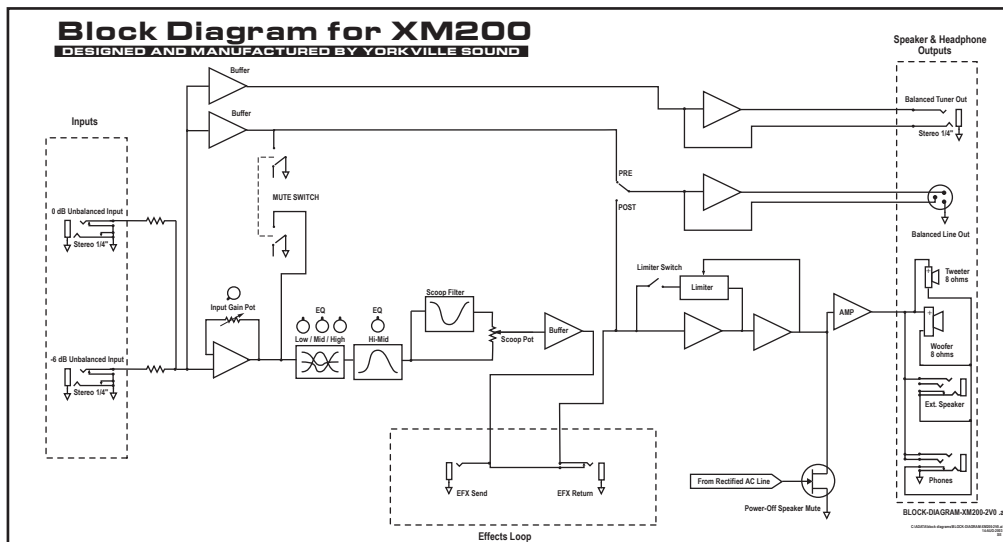 Block Diagram for XM200
DESIGNED AND MANUFACTURED BY YORKVILLE SOUND
Speaker & Headphone
Outputs
Buffer
Buffer
Inputs
Balanced Tuner Out
Stereo 1/4"
PRE
POST
MUTE SWITCH
0 dB Unbalanced Input
Stereo 1/4"
Balanced Line Out
Limiter Switch
Limiter
Tweeter
8 ohms
Input Gain Pot
EQ
Low / Mid / High
EQ
Hi-Mid
Scoop Filter
Scoop Pot
Buffer
AMP
Woofer
8 ohms
-6 dB Unbalanced Input
Stereo 1/4"
Ext. Speaker
EFX Send
EFX Return
Effects Loop
From Rectified AC Line
Power-Off Speaker Mute
Phones
BLOCK-DIAGRAM-XM200-2V0 .a